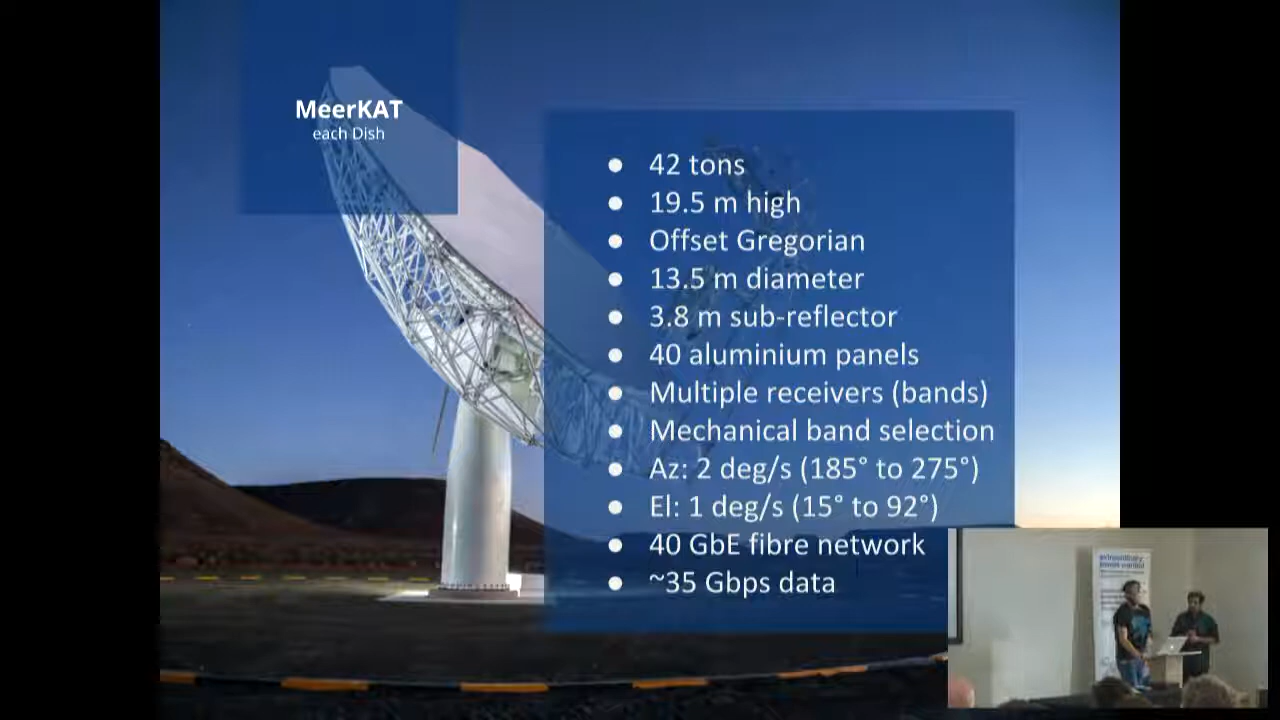 MeerKAT
each Dish
● 42 tons
● 19.5 m high
● Offset Gregorian
● 13.5 m diameter
● 3.8 m sub-reflector
● 40 aluminium panels
● Multiple receivers (bands)
● Mechanical band selection
● Az: 2 deg/s (185° to 275°)
● El: 1 deg/s (15° to 92°)
● 40 GbE fibre network
● ~35 Gbps data